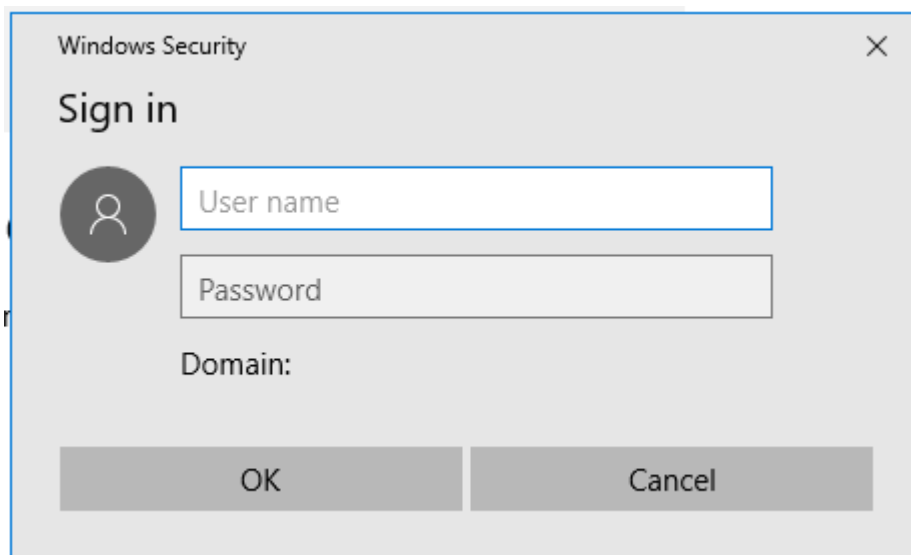 Windows Security
Sign in
User name
Password
Domain:
OK
Cancel